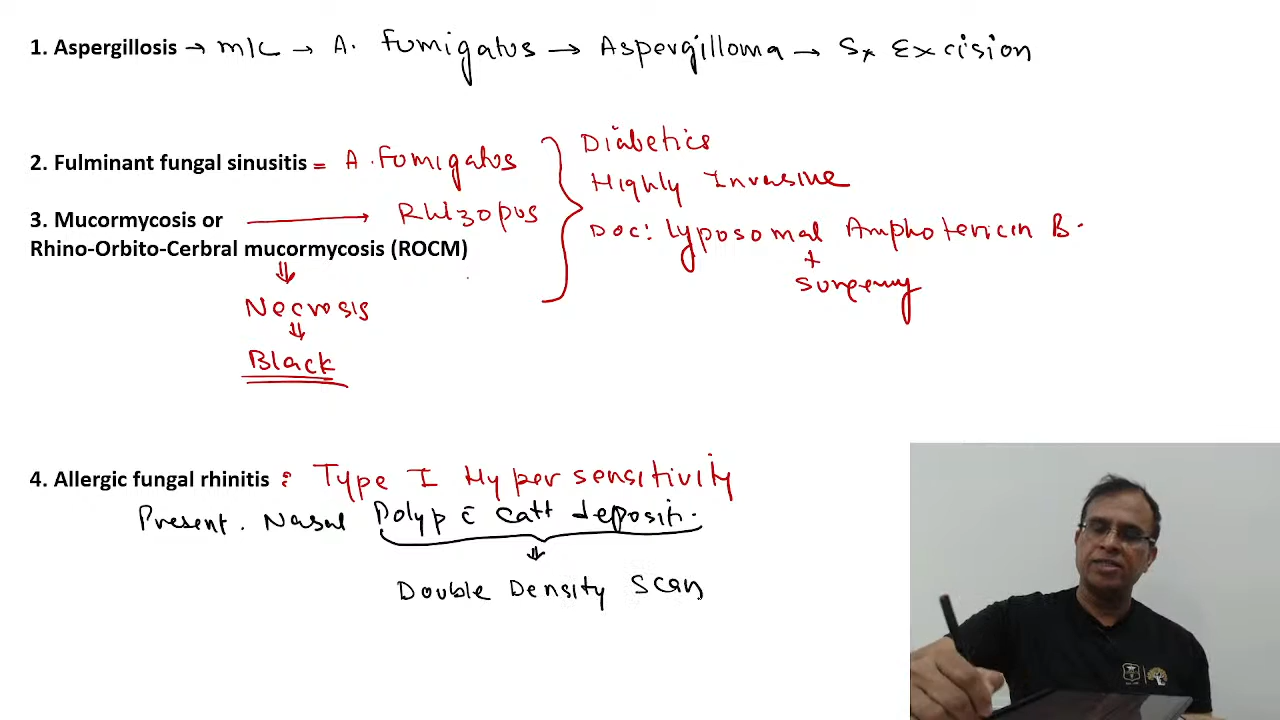 1. Aspergillosis → m/c → A. Fumigatus → Aspergilloma → Sx Excision
2. Fulminant fungal sinusitis = A. Fumigatus
3. Mucormycosis or → Rhizopus
Rhino-Orbito-Cerbral mucormycosis (ROCM)
⇓
Necrosis
⇓
Black
Diabetics
Highly Invasive
DOC: Lyposomal Amphotericin B.
+
Surgery
4. Allergic fungal rhinitis : Type I Hypersensitivity
Present. Nasal Polyp c̄ Ca++ deposit.
⇓
Double Density Scan